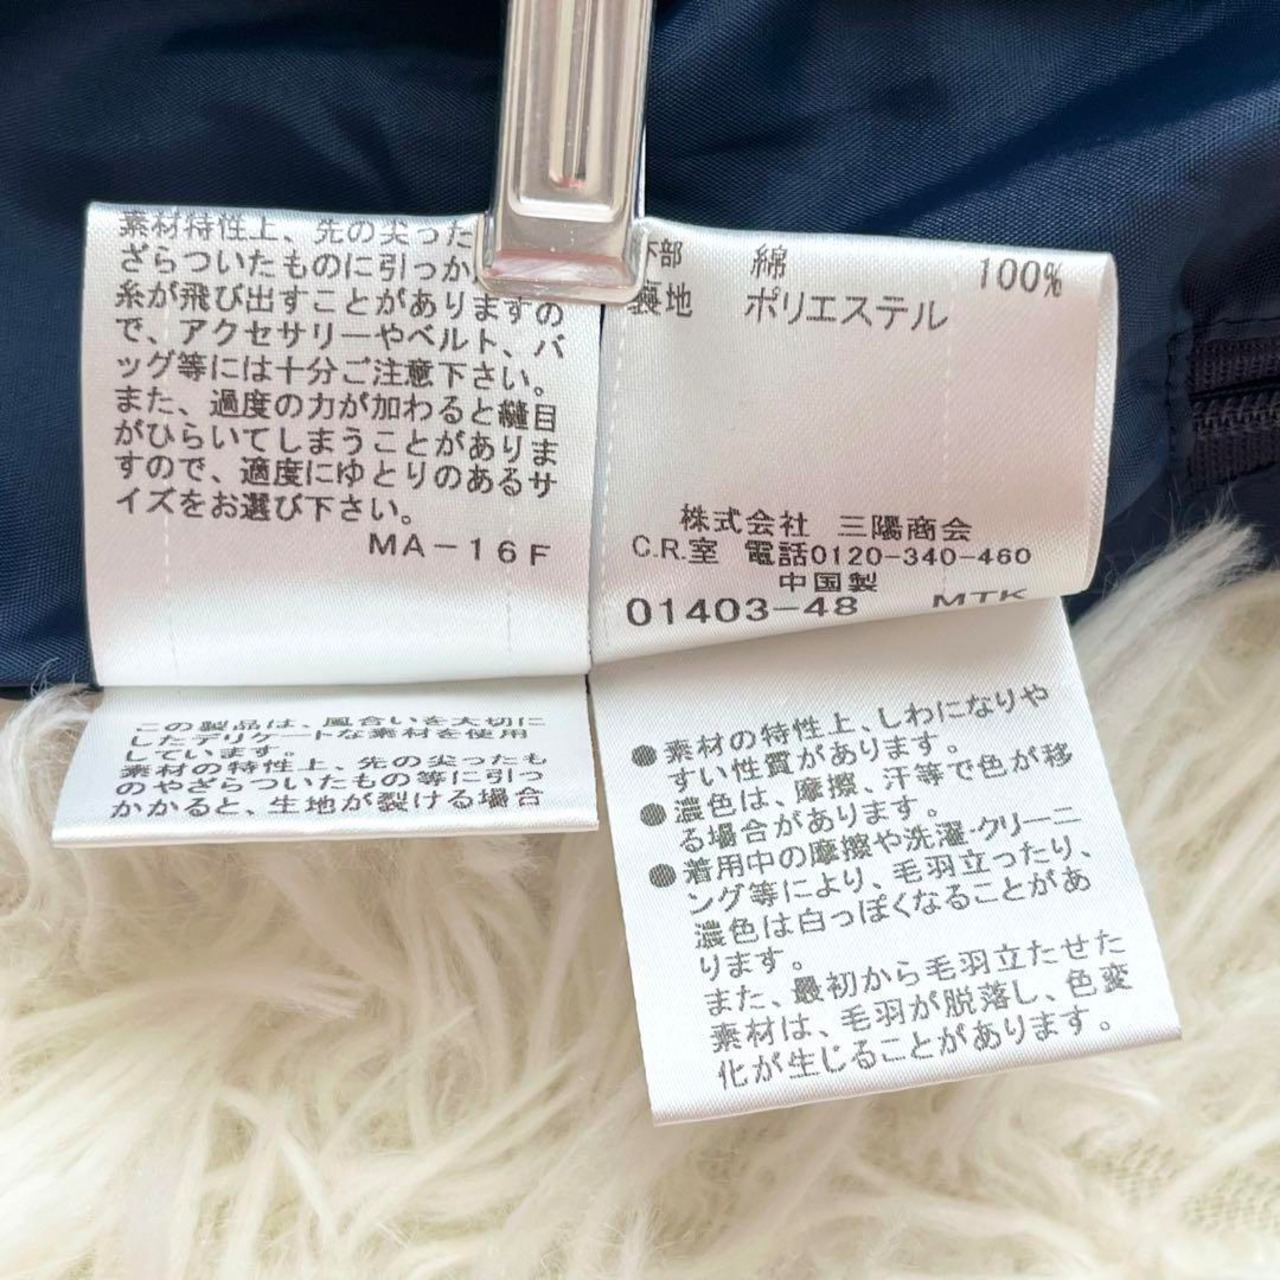 素材特性上、先の尖った
ざらついたものに引っか
糸が飛び出すことがありますの
で、アクセサリーやベルト、バ
ッグ等には十分ご注意下さい。
また、過度の力が加わると縫目
がひらいてしまうことがありま
すので、適度にゆとりのあるサ
イズをお選び下さい。
MA-16F
この製品は、風合いを大切に
したデリケートな素材を使用
しています。
素材の特性上、先の尖ったも
のやざらついたもの等に引っ
かかると、生地が裂ける場合
部 綿 100%
裏地 ポリエステル
株式会社 三陽商会
C.R.室 電話0120-340-460
中国製
01403-48 MTK
●素材の特性上、しわになりや
すい性質があります。
●濃色は、摩擦、汗等で色が移
る場合があります。
●着用中の摩擦や洗濯・クリーニ
ング等により、毛羽立ったり、
濃色は白っぽくなることがあ
ります。
また、最初から毛羽立たせた
素材は、毛羽が脱落し、色変
化が生じることがあります。